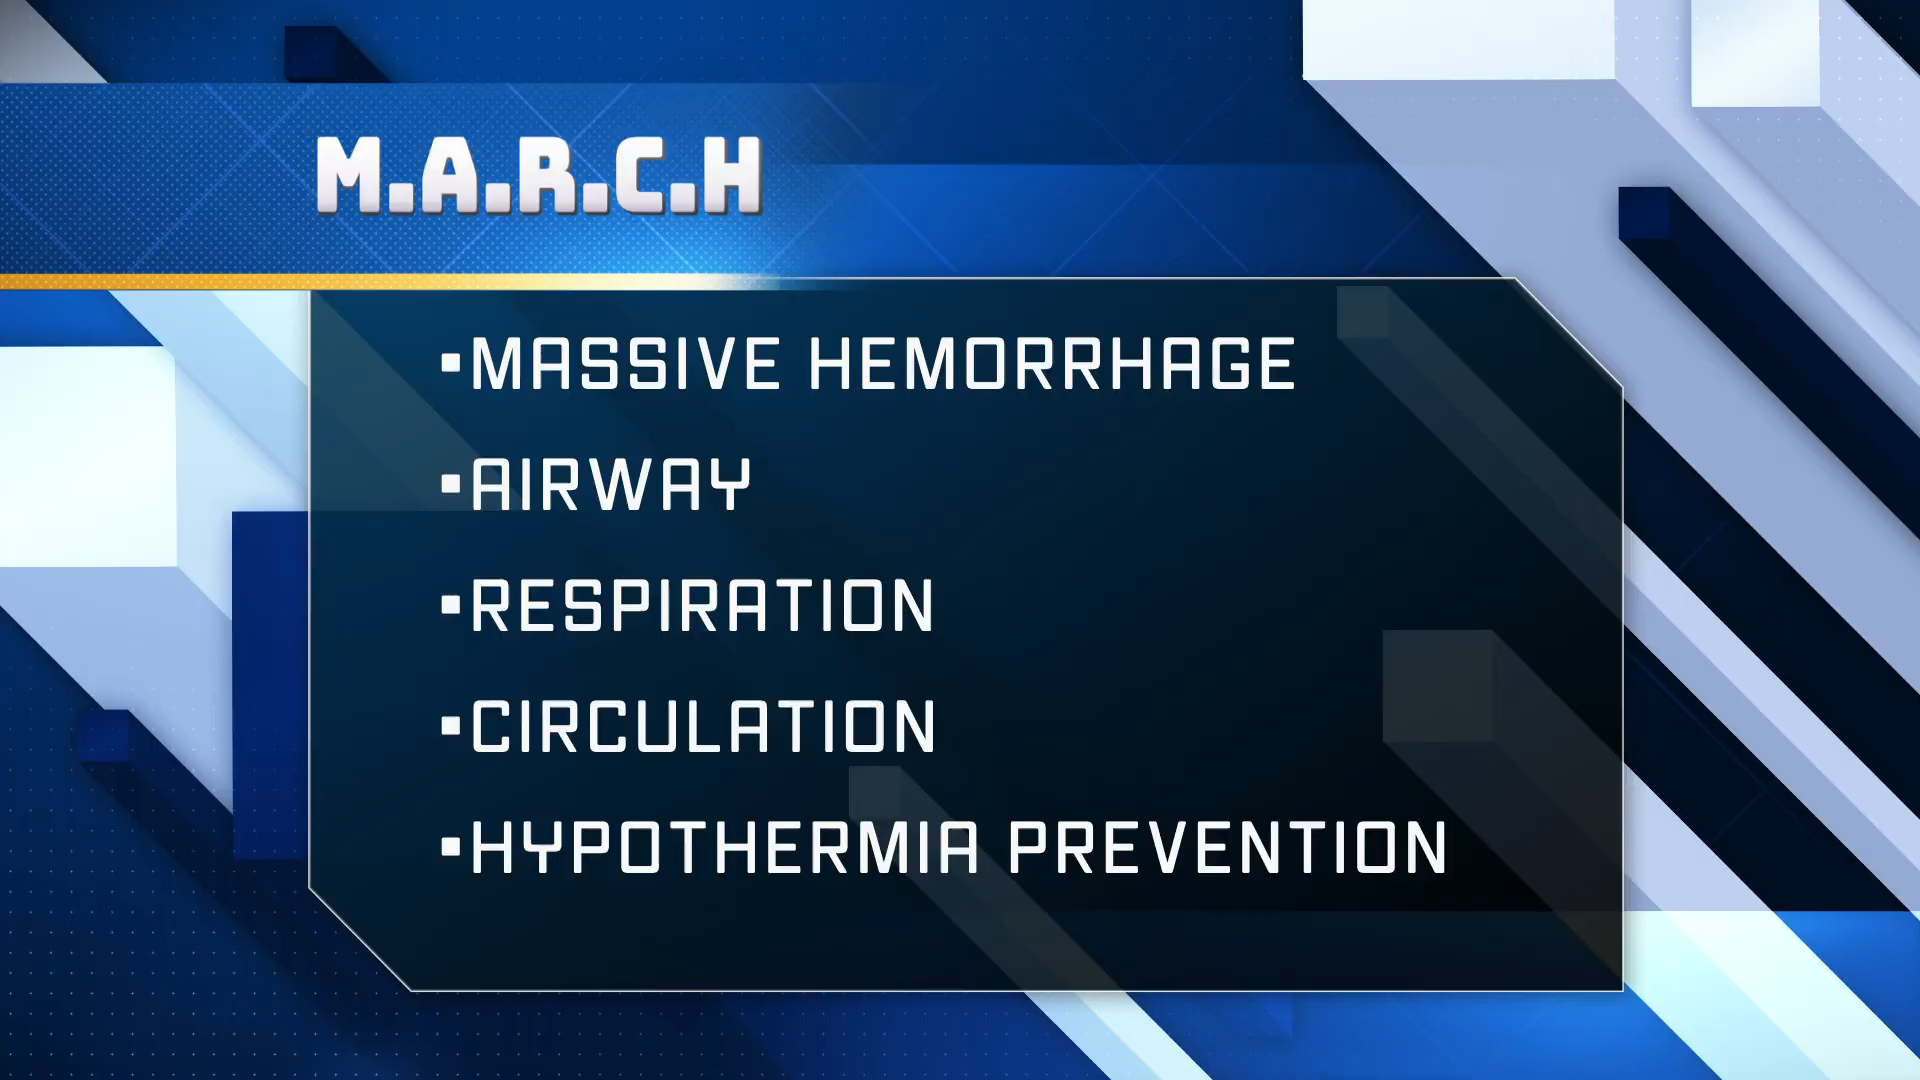 M.A.R.C.H
▪MASSIVE HEMORRHAGE
▪AIRWAY
▪RESPIRATION
▪CIRCULATION
▪HYPOTHERMIA PREVENTION